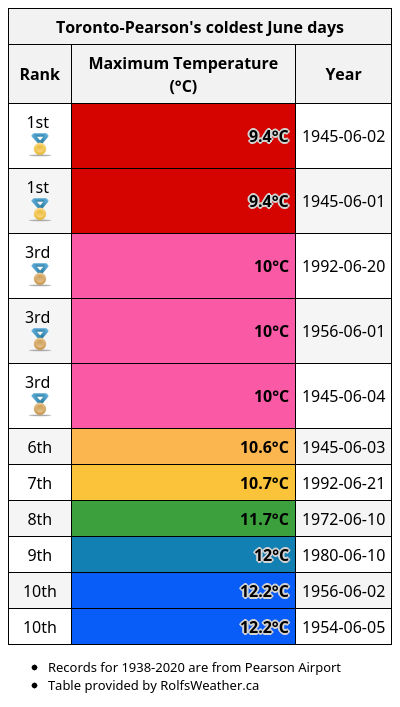 Toronto-Pearson's coldest June days
Rank Maximum Temperature (°C) Year
1st 9.4°C 1945-06-02
1st 9.4°C 1945-06-01
3rd 10°C 1992-06-20
3rd 10°C 1956-06-01
3rd 10°C 1945-06-04
6th 10.6°C 1945-06-03
7th 10.7°C 1992-06-21
8th 11.7°C 1972-06-10
9th 12°C 1980-06-10
10th 12.2°C 1956-06-02
10th 12.2°C 1954-06-05
• Records for 1938-2020 are from Pearson Airport
• Table provided by RolfsWeather.ca